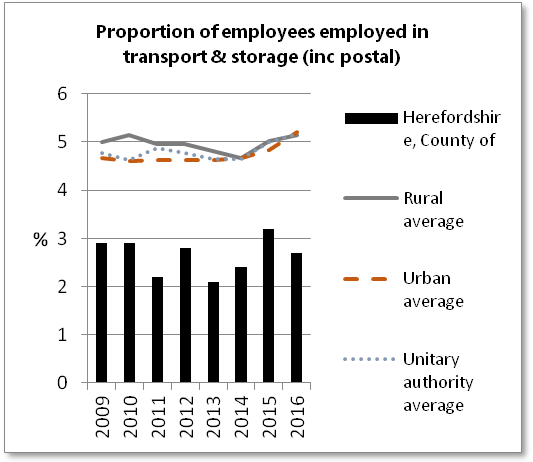 Proportion of employees employed in
transport & storage (inc postal)
6
5
4
3
2
1
0
%
2009
2010
2011
2012
2013
2014
2015
2016
Herefordshir
e, County of
Rural
average
Urban
average
Unitary
authority
average